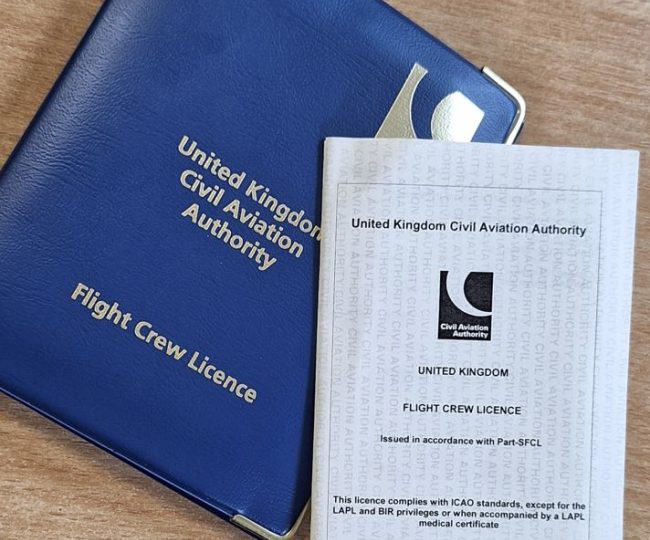 United Kingdom
Civil Aviation
Authority
Flight Crew Licence
United Kingdom Civil Aviation Authority
Civil Aviation
Authority
UNITED KINGDOM
FLIGHT CREW LICENCE
Issued in accordance with Part-SFCL
This licence complies with ICAO standards, except for the
LAPL and BIR privileges or when accompanied by a LAPL
medical certificate